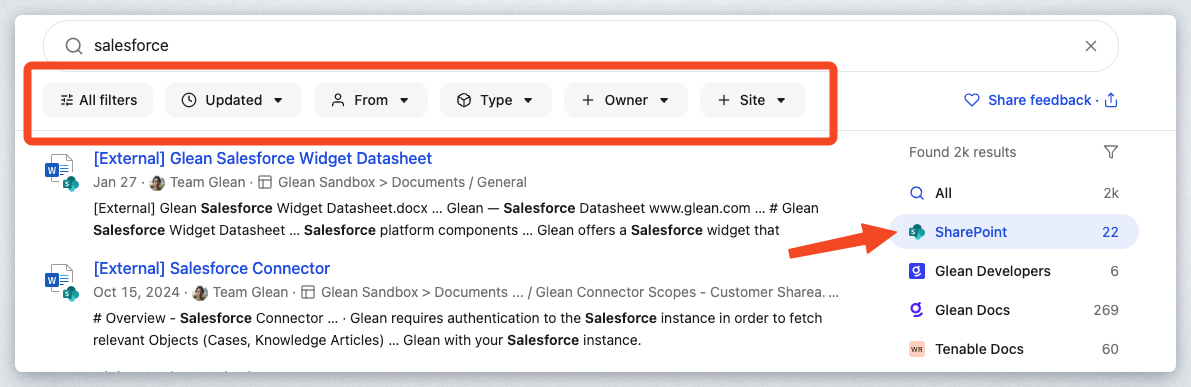 salesforce
All filters Updated From Type + Owner + Site
Share feedback ·
[External] Glean Salesforce Widget Datasheet
Jan 27 · Team Glean · Glean Sandbox > Documents / General
[External] Glean Salesforce Widget Datasheet.docx ... Glean — Salesforce Datasheet www.glean.com ... # Glean
Salesforce Widget Datasheet ... Salesforce platform components ... Glean offers a Salesforce widget that
[External] Salesforce Connector
Oct 15, 2024 · Team Glean · Glean Sandbox > Documents ... / Glean Connector Scopes - Customer Sharea. ...
# Overview - Salesforce Connector ... · Glean requires authentication to the Salesforce instance in order to fetch
relevant Objects (Cases, Knowledge Articles) ... Glean with your Salesforce instance.
Found 2k results
All 2k
SharePoint 22
Glean Developers 6
Glean Docs 269
WR Tenable Docs 60